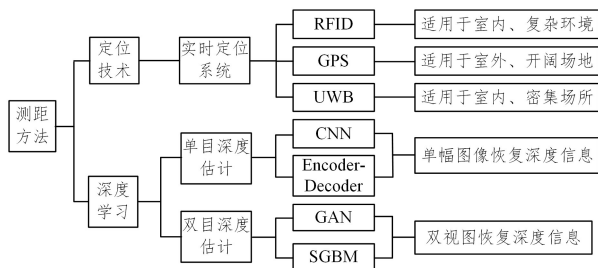 测距
方法
定位
技术
实时定位
系统
RFID
适用于室内、复杂环境
GPS
适用于室外、开阔场地
UWB
适用于室内、密集场所
深度
学习
单目深度
估计
CNN
Encoder-
Decoder
单幅图像恢复深度信息
双目深度
估计
GAN
SGBM
双视图恢复深度信息